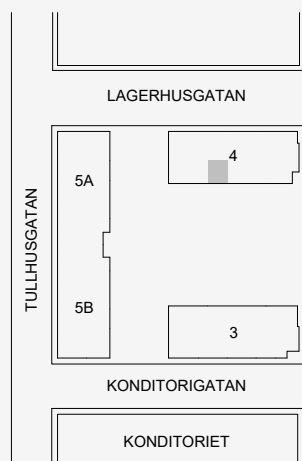 LAGERHUSGATAN
4
5A
TULLHUSGATAN
5B
3
KONDITORIGATAN
KONDITORIET